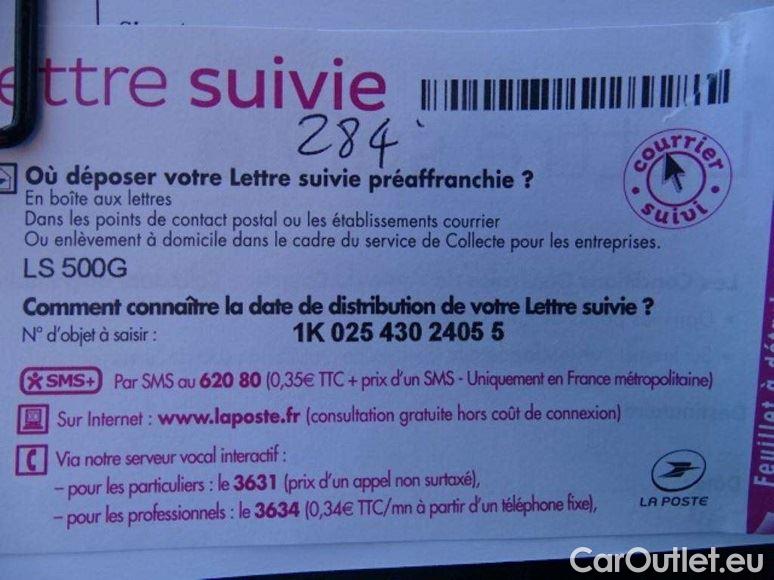 ettre suivie
284
courrier
suivi
Où déposer votre Lettre suivie préaffranchie ?
En boîte aux lettres
Dans les points de contact postal ou les établissements courrier
Ou enlèvement à domicile dans le cadre du service de Collecte pour les entreprises.
LS 500G
Comment connaître la date de distribution de votre Lettre suivie ?
N° d'objet à saisir : 1K 025 430 2405 5
SMS+ Par SMS au 620 80 (0,35€ TTC + prix d'un SMS - Uniquement en France métropolitaine)
Sur Internet : www.laposte.fr (consultation gratuite hors coût de connexion)
Via notre serveur vocal interactif :
– pour les particuliers : le 3631 (prix d'un appel non surtaxé),
– pour les professionnels : le 3634 (0,34€ TTC/mn à partir d'un téléphone fixe),
LA POSTE
Feuillet à
CarOutlet.eu